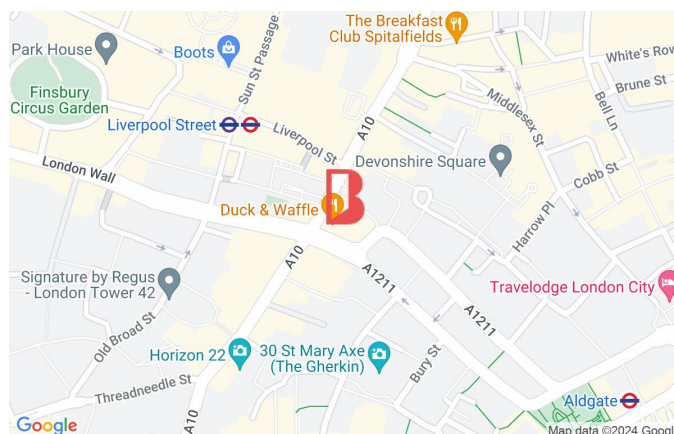 The Breakfast
Club Spitalfields
Park House
Boots
Sun St Passage
White's Row
Brune St
Finsbury
Circus Garden
Middlesex St
Bell Ln
Liverpool Street
Liverpool St
A10
London Wall
Devonshire Square
Cobb St
B
Duck & Waffle
Harrow Pl
A10
A1211
Signature by Regus
- London Tower 42
Travelodge London City
A1211
Old Broad St
Horizon 22
30 St Mary Axe
(The Gherkin)
Bury St
Threadneedle St
A10
Aldgate
Google
Map data ©2024 Google